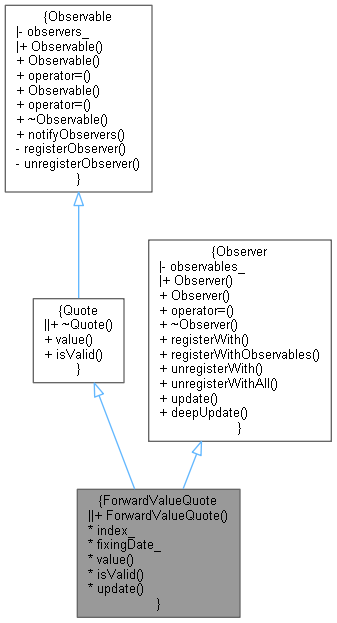 {Observable
|- observers_
|+ Observable()
+ Observable()
+ operator=()
+ Observable()
+ operator=()
+ ~Observable()
+ notifyObservers()
- registerObserver()
- unregisterObserver()
}
{Observer
|- observables_
|+ Observer()
+ Observer()
+ operator=()
+ ~Observer()
+ registerWith()
+ registerWithObservables()
+ unregisterWith()
+ unregisterWithAll()
+ update()
+ deepUpdate()
}
{Quote
||+ ~Quote()
+ value()
+ isValid()
}
{ForwardValueQuote
||+ ForwardValueQuote()
* index_
* fixingDate_
* value()
* isValid()
* update()
}